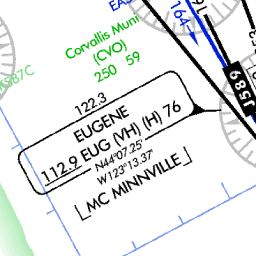 164
Corvallis Muni
(CVO)
250 59
122.3
EUGENE
112.9 EUG (VH) (H) 76
N44°07.25'
W123°13.37'
MC MINNVILLE
J589